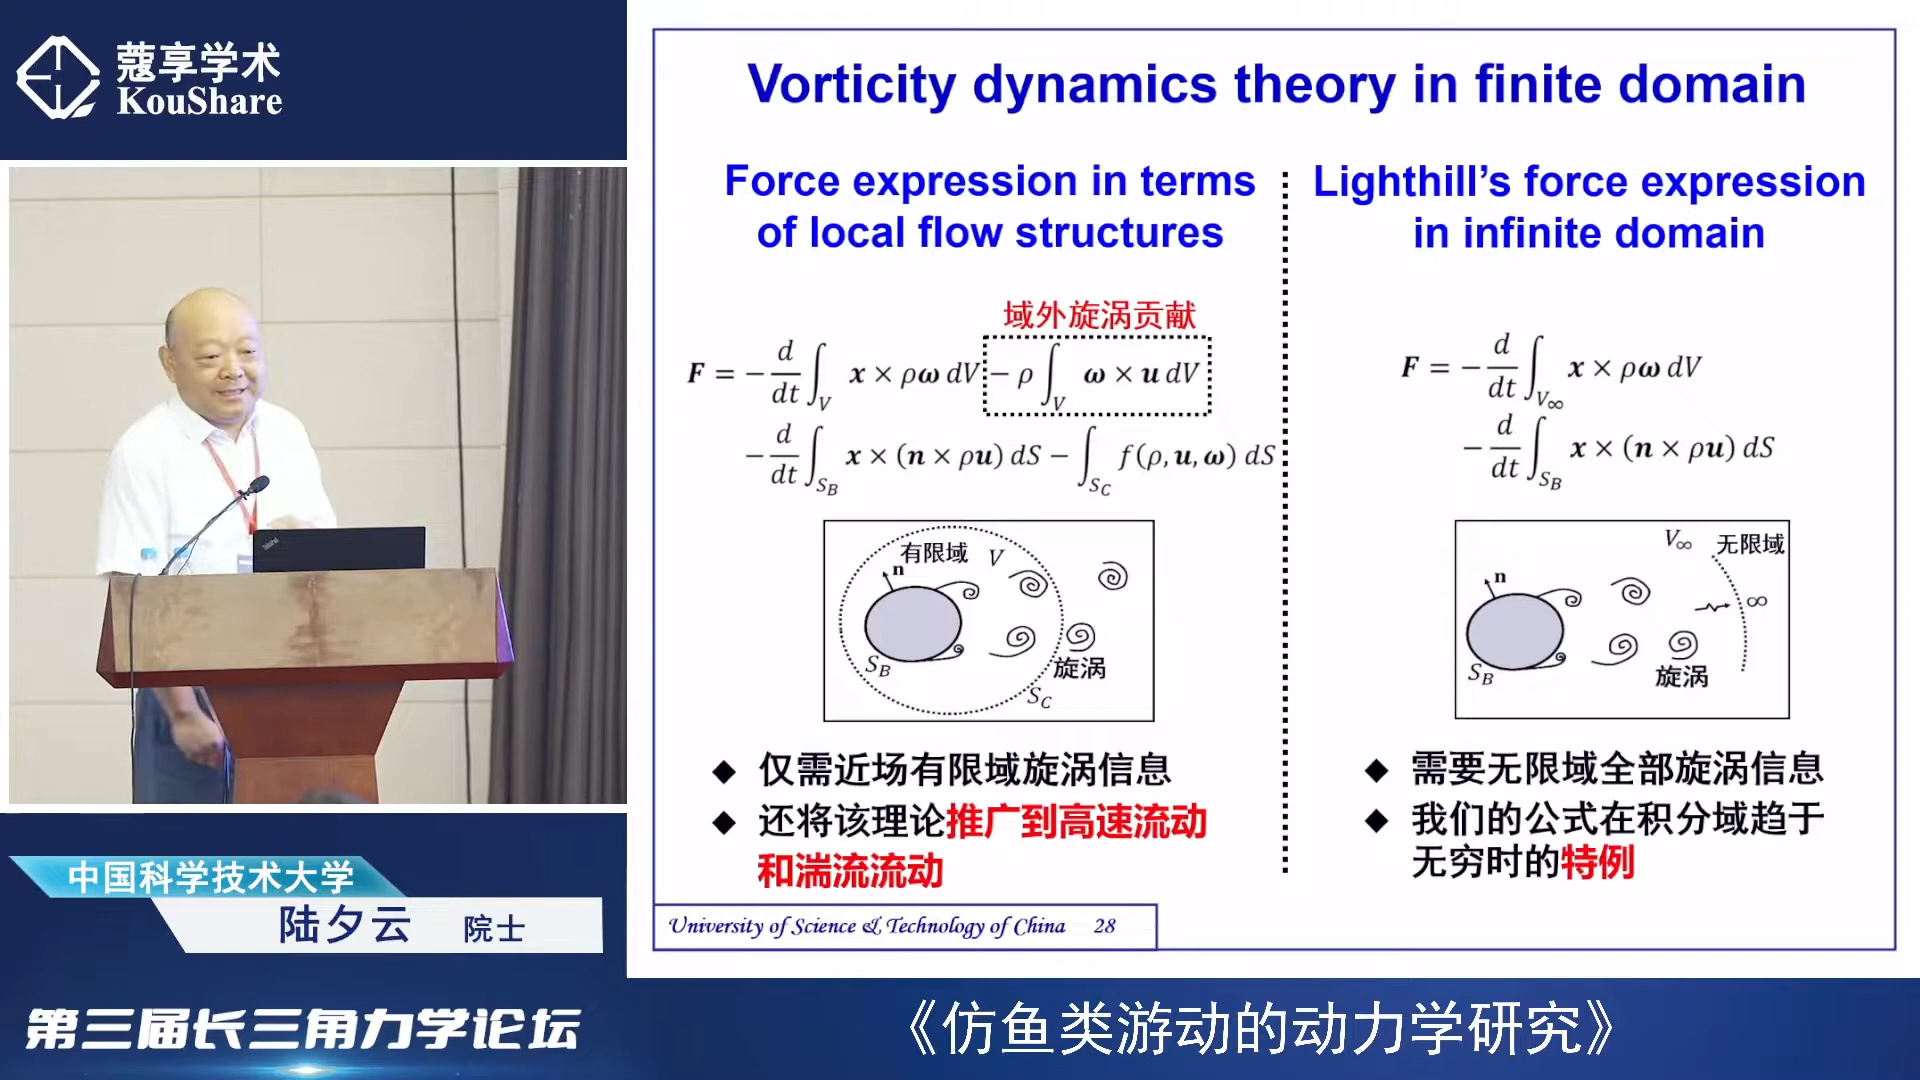 蔻享学术
KouShare
Vorticity dynamics theory in finite domain
Force expression in terms
of local flow structures
域外旋涡贡献
F = − d/dt ∫_V x × ρω dV − ρ ∫_V ω × u dV
− d/dt ∫_{S_B} x × (n × ρu) dS − ∫_{S_C} f(ρ, u, ω) dS
有限域 V
n
S_B
旋涡
S_C
仅需近场有限域旋涡信息
还将该理论推广到高速流动
和湍流流动
Lighthill's force expression
in infinite domain
F = − d/dt ∫_{V∞} x × ρω dV
− d/dt ∫_{S_B} x × (n × ρu) dS
V∞ 无限域
n
∞
S_B
旋涡
需要无限域全部旋涡信息
我们的公式在积分域趋于
无穷时的特例
University of Science & Technology of China 28
ThinkPad
中国科学技术大学
陆夕云 院士
第三届长三角力学论坛
《仿鱼类游动的动力学研究》